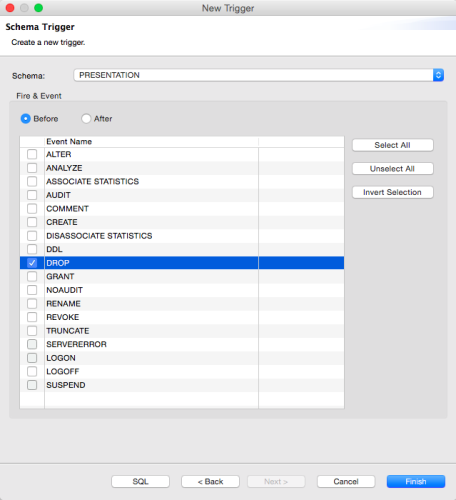 New Trigger
Schema Trigger
Create a new trigger.
Schema: PRESENTATION
Fire & Event
Before After
Event Name
ALTER
ANALYZE
ASSOCIATE STATISTICS
AUDIT
COMMENT
CREATE
DISASSOCIATE STATISTICS
DDL
DROP
GRANT
NOAUDIT
RENAME
REVOKE
TRUNCATE
SERVERERROR
LOGON
LOGOFF
SUSPEND
Select All
Unselect All
Invert Selection
SQL < Back Next > Cancel Finish